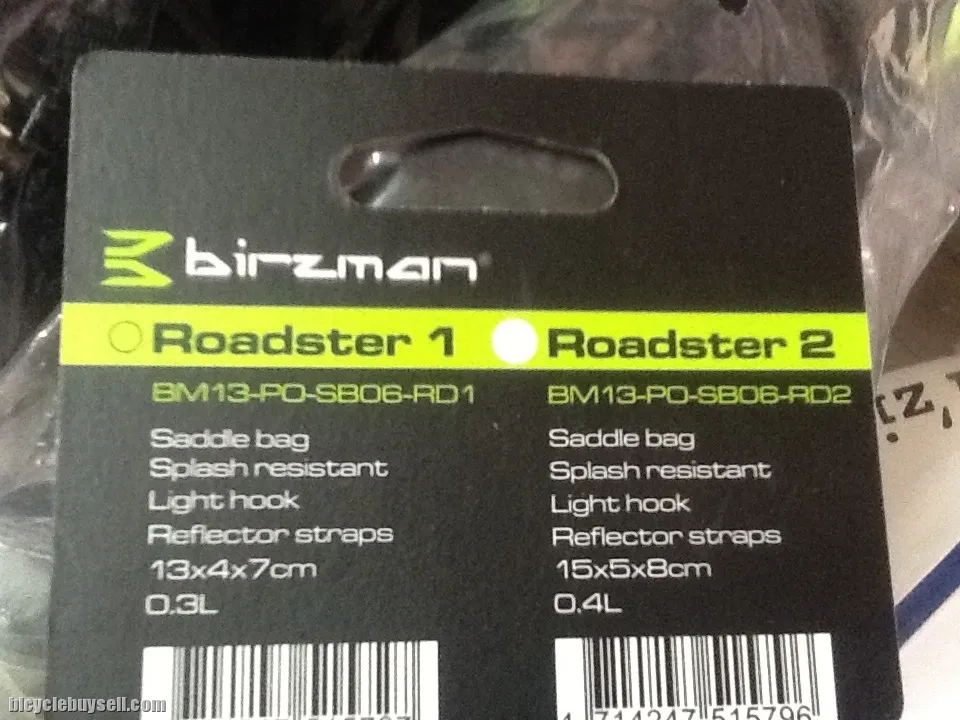 birzman®
Roadster 1
BM13-PO-SB06-RD1
Saddle bag
Splash resistant
Light hook
Reflector straps
13x4x7cm
0.3L
Roadster 2
BM13-PO-SB06-RD2
Saddle bag
Splash resistant
Light hook
Reflector straps
15x5x8cm
0.4L
4 714247 515796
bicyclebuysell.com